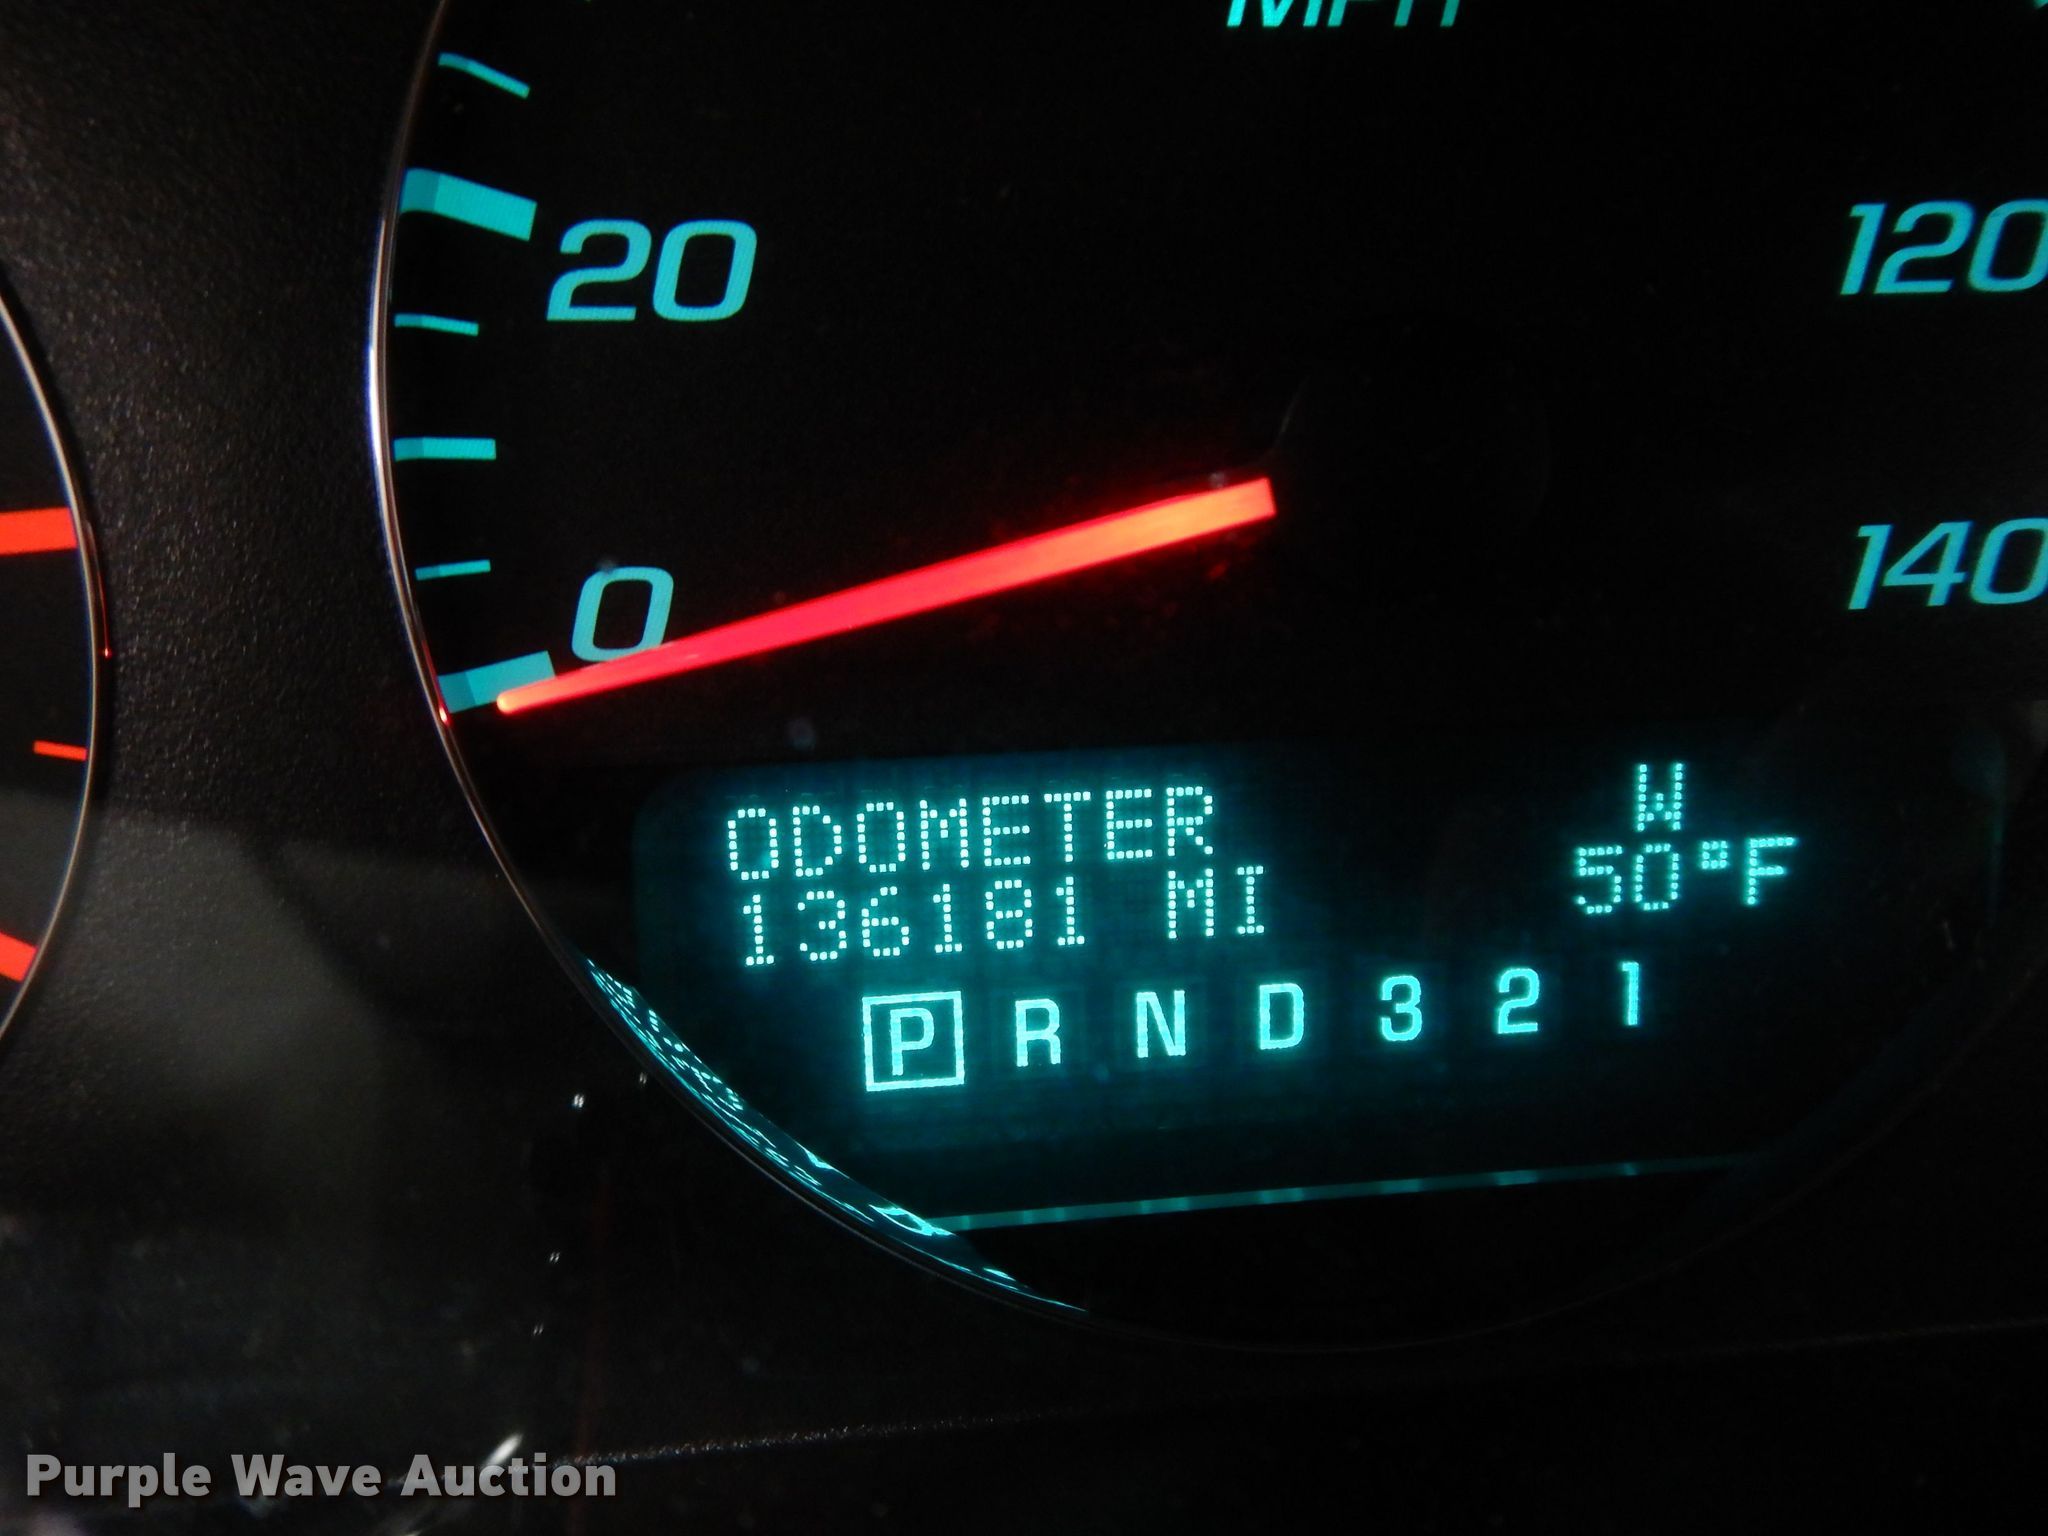 MPH
20
120
0
140
ODOMETER
136181 MI
W
50°F
P R N D 3 2 1
Purple Wave Auction